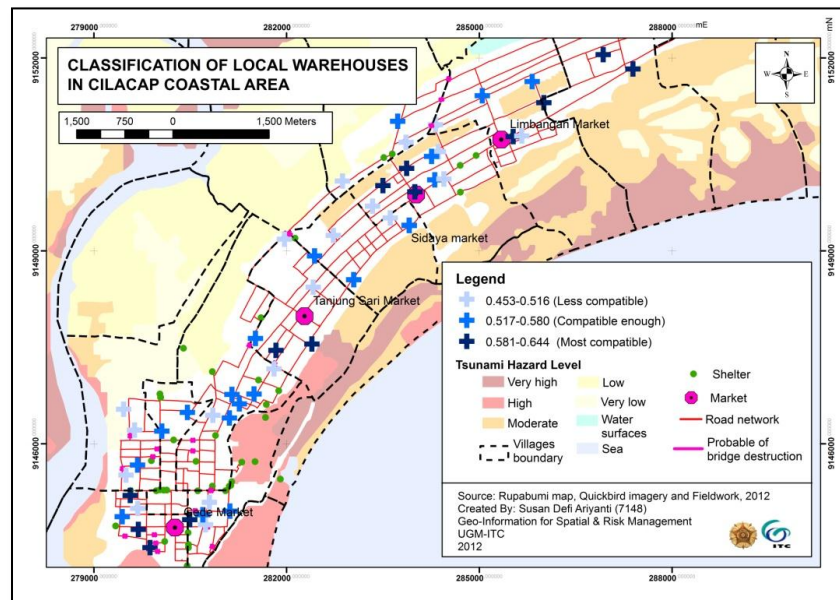 279000 282000 285000 288000 mE
mN
9152000
9149000
9146000
CLASSIFICATION OF LOCAL WAREHOUSES
IN CILACAP COASTAL AREA
1,500 750 0 1,500 Meters
N
W E
S
Limbangan Market
Sidaya market
Tanjung Sari Market
Gede Market
Legend
0.453-0.516 (Less compatible)
0.517-0.580 (Compatible enough)
0.581-0.644 (Most compatible)
Tsunami Hazard Level
Very high
High
Moderate
Villages
boundary
Low
Very low
Water
surfaces
Sea
Shelter
Market
Road network
Probable of
bridge destruction
Source: Rupabumi map, Quickbird imagery and Fieldwork, 2012
Created By: Susan Defi Ariyanti (7148)
Geo-Information for Spatial & Risk Management
UGM-ITC
2012
ITC
9152000
9149000
9146000
279000 282000 285000 288000